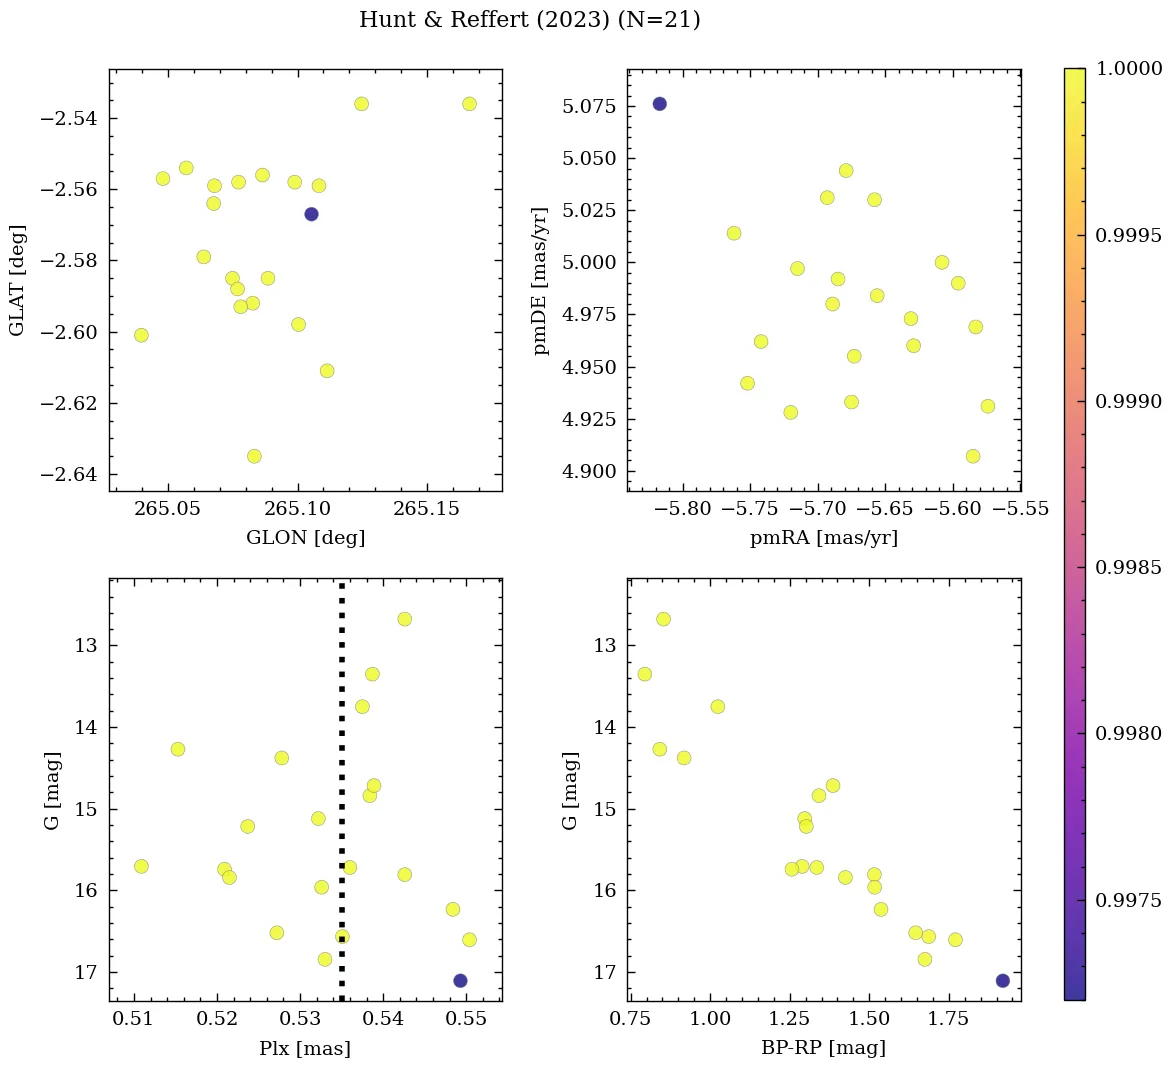 Hunt & Reffert (2023) (N=21)
−2.54
−2.56
−2.58
−2.60
−2.62
−2.64
GLAT [deg]
265.05 265.10 265.15
GLON [deg]
5.075
5.050
5.025
5.000
4.975
4.950
4.925
4.900
pmDE [mas/yr]
−5.80 −5.75 −5.70 −5.65 −5.60 −5.55
pmRA [mas/yr]
13
14
15
16
17
G [mag]
0.51 0.52 0.53 0.54 0.55
Plx [mas]
13
14
15
16
17
G [mag]
0.75 1.00 1.25 1.50 1.75
BP-RP [mag]
1.0000
0.9995
0.9990
0.9985
0.9980
0.9975